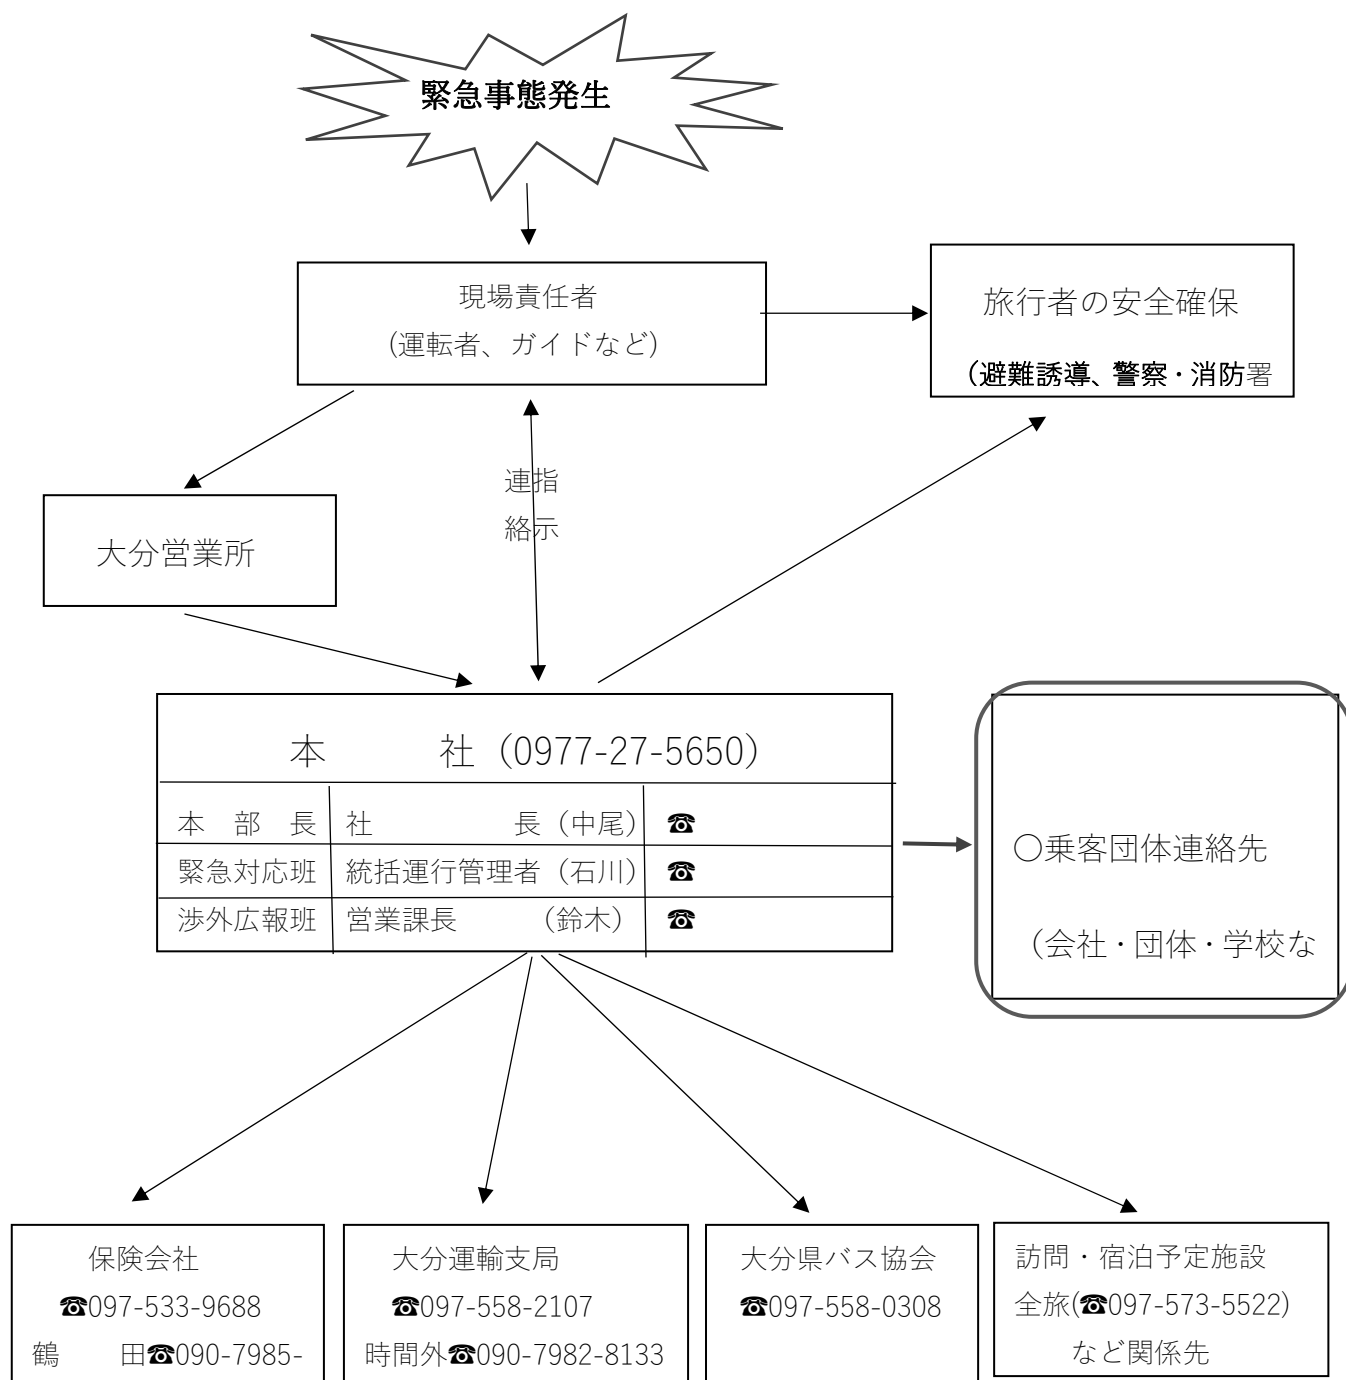 緊急事態発生
現場責任者
(運転者、ガイドなど)
旅行者の安全確保
(避難誘導、警察・消防署
連指
絡示
大分営業所
本 社 (0977-27-5650)
本 部 長 社 長 (中尾) ☎
緊急対応班 統括運行管理者 (石川) ☎
渉外広報班 営業課長 (鈴木) ☎
〇乗客団体連絡先
(会社・団体・学校な
保険会社
☎097-533-9688
鶴 田☎090-7985-
大分運輸支局
☎097-558-2107
時間外☎090-7982-8133
大分県バス協会
☎097-558-0308
訪問・宿泊予定施設
全旅(☎097-573-5522)
など関係先